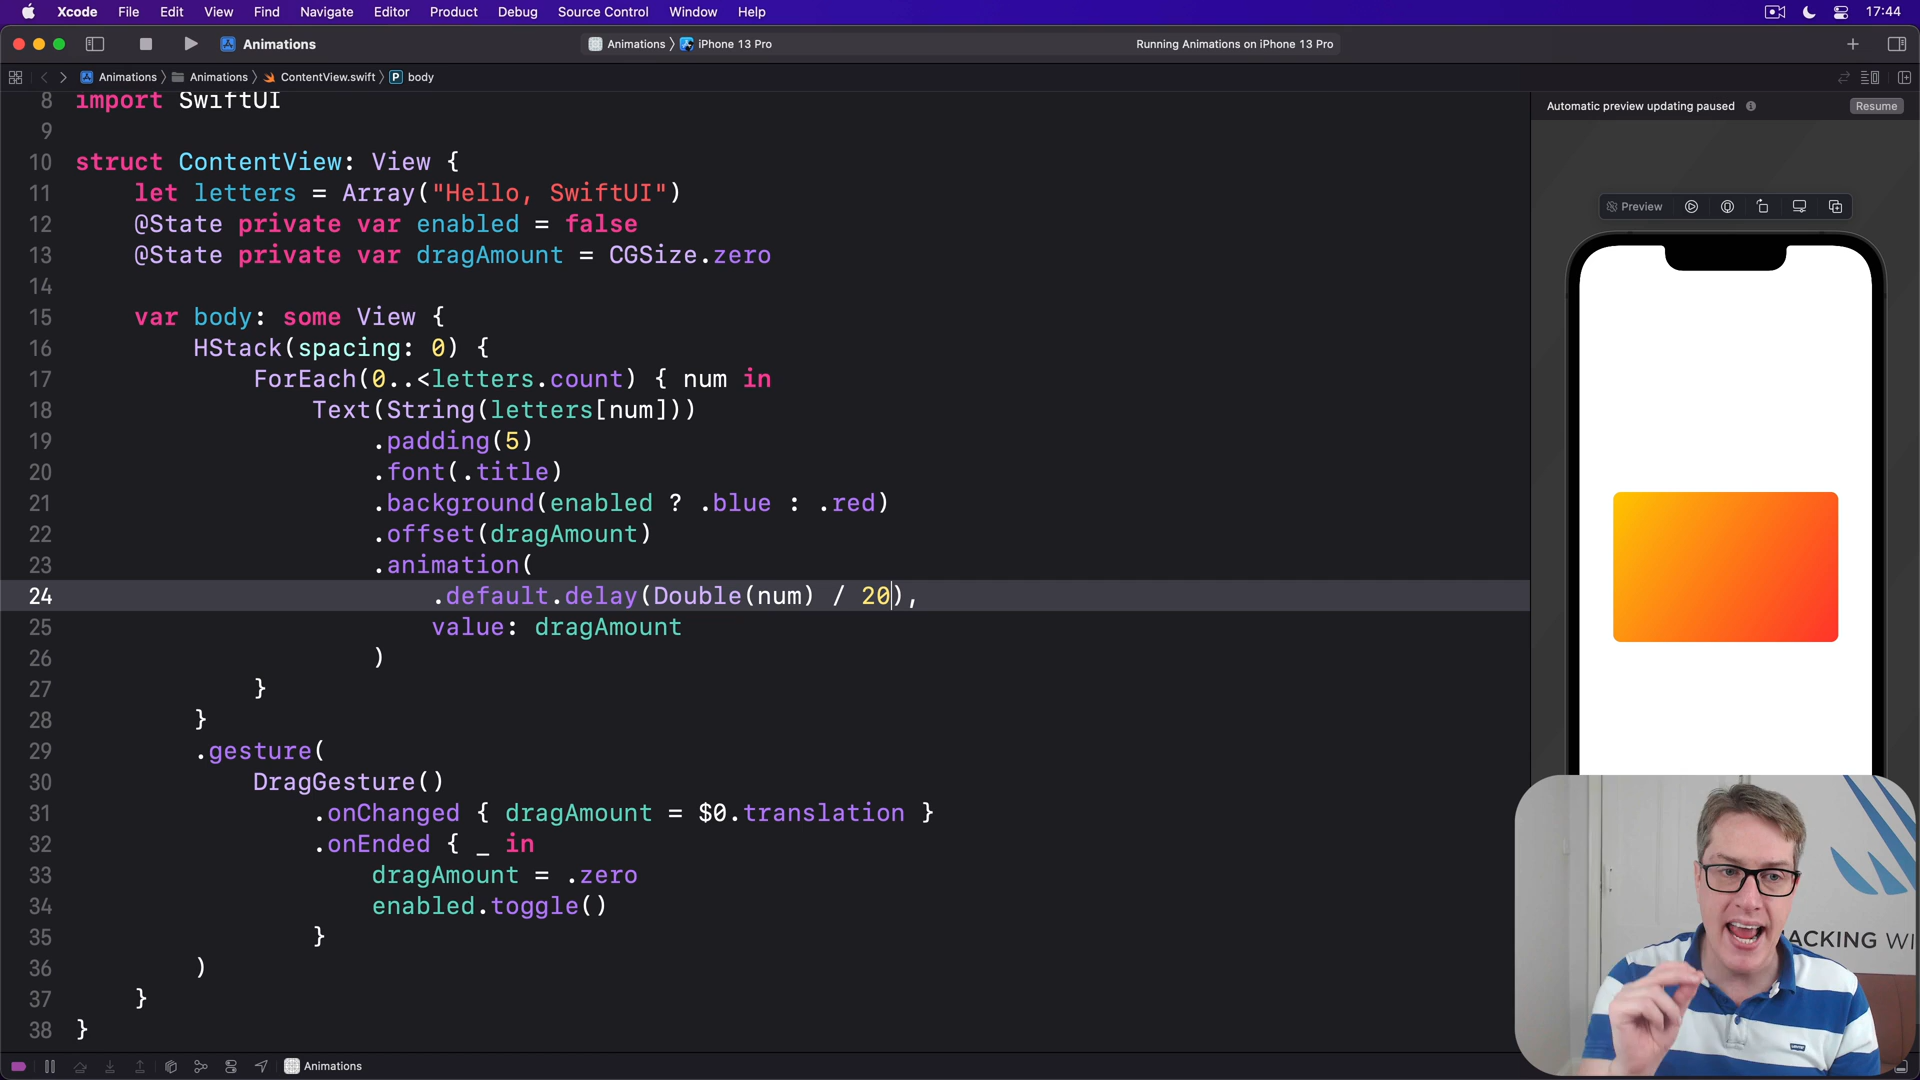 Xcode File Edit View Find Navigate Editor Product Debug Source Control Window Help 17:44
Animations Animations iPhone 13 Pro Running Animations on iPhone 13 Pro
Animations Animations ContentView.swift P body
Automatic preview updating paused Resume
Preview
8 import SwiftUI
9
10 struct ContentView: View {
11 let letters = Array("Hello, SwiftUI")
12 @State private var enabled = false
13 @State private var dragAmount = CGSize.zero
14
15 var body: some View {
16 HStack(spacing: 0) {
17 ForEach(0..<letters.count) { num in
18 Text(String(letters[num]))
19 .padding(5)
20 .font(.title)
21 .background(enabled ? .blue : .red)
22 .offset(dragAmount)
23 .animation(
24 .default.delay(Double(num) / 20),
25 value: dragAmount
26 )
27 }
28 }
29 .gesture(
30 DragGesture()
31 .onChanged { dragAmount = $0.translation }
32 .onEnded { _ in
33 dragAmount = .zero
34 enabled.toggle()
35 }
36 )
37 }
38 }
ACKING WI
Animations